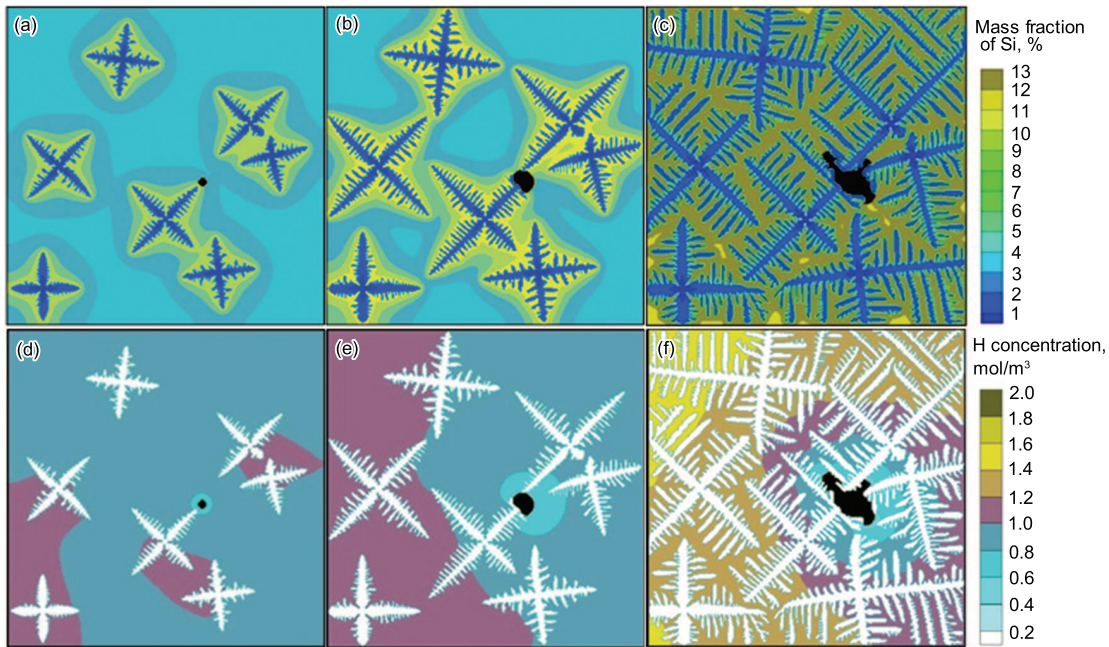 (a)
(b)
(c)
Mass fraction
of Si, %
13
12
11
10
9
8
7
6
5
4
3
2
1
(d)
(e)
(f)
H concentration,
mol/m³
2.0
1.8
1.6
1.4
1.2
1.0
0.8
0.6
0.4
0.2